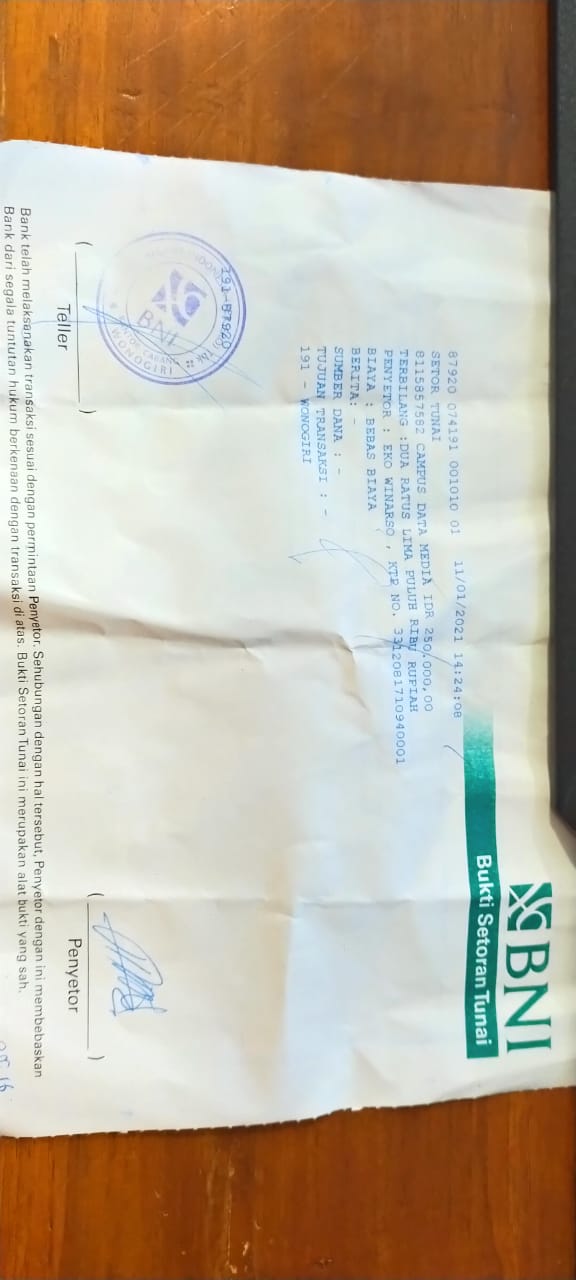 BNI
Bukti Setoran Tunai
87920 074191 001010 01 11/01/2021 14:24:08
SETOR TUNAI
8115857582 CAMPUS DATA MEDIA IDR 250.000,00
TERBILANG :DUA RATUS LIMA PULUH RIBU RUPIAH
PENYETOR : EKO WINARSO , KTP NO. 3312081710940001
BIAYA : BEBAS BIAYA
BERITA: -
SUMBER DANA : -
TUJUAN TRANSAKSI : -
191 - WONOGIRI
191-87920
BNI
CABANG
WONOGIRI
( ) ( )
Teller Penyetor
Bank telah melaksanakan transaksi sesuai dengan permintaan Penyetor. Sehubungan dengan hal tersebut, Penyetor dengan ini membebaskan
Bank dari segala tuntutan hukum berkenaan dengan transaksi di atas. Bukti Setoran Tunai ini merupakan alat bukti yang sah.